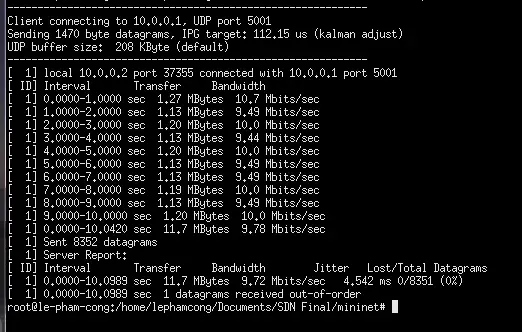 ------------------------------------------------------------
Client connecting to 10.0.0.1, UDP port 5001
Sending 1470 byte datagrams, IPG target: 112.15 us (kalman adjust)
UDP buffer size:  208 KByte (default)
------------------------------------------------------------
[  1] local 10.0.0.2 port 37355 connected with 10.0.0.1 port 5001
[ ID] Interval       Transfer     Bandwidth
[  1] 0.0000-1.0000 sec  1.27 MBytes  10.7 Mbits/sec
[  1] 1.0000-2.0000 sec  1.13 MBytes  9.49 Mbits/sec
[  1] 2.0000-3.0000 sec  1.20 MBytes  10.0 Mbits/sec
[  1] 3.0000-4.0000 sec  1.13 MBytes  9.44 Mbits/sec
[  1] 4.0000-5.0000 sec  1.20 MBytes  10.0 Mbits/sec
[  1] 5.0000-6.0000 sec  1.13 MBytes  9.49 Mbits/sec
[  1] 6.0000-7.0000 sec  1.13 MBytes  9.49 Mbits/sec
[  1] 7.0000-8.0000 sec  1.19 MBytes  10.0 Mbits/sec
[  1] 8.0000-9.0000 sec  1.13 MBytes  9.49 Mbits/sec
[  1] 9.0000-10.0000 sec  1.20 MBytes  10.0 Mbits/sec
[  1] 0.0000-10.0420 sec  11.7 MBytes  9.78 Mbits/sec
[  1] Sent 8352 datagrams
[  1] Server Report:
[ ID] Interval       Transfer     Bandwidth        Jitter   Lost/Total Datagrams
[  1] 0.0000-10.0989 sec  11.7 MBytes  9.72 Mbits/sec   4.542 ms 0/8351 (0%)
[  1] 0.0000-10.0989 sec  1 datagrams received out-of-order
root@le-pham-cong:/home/lephamcong/Documents/SDN Final/mininet#